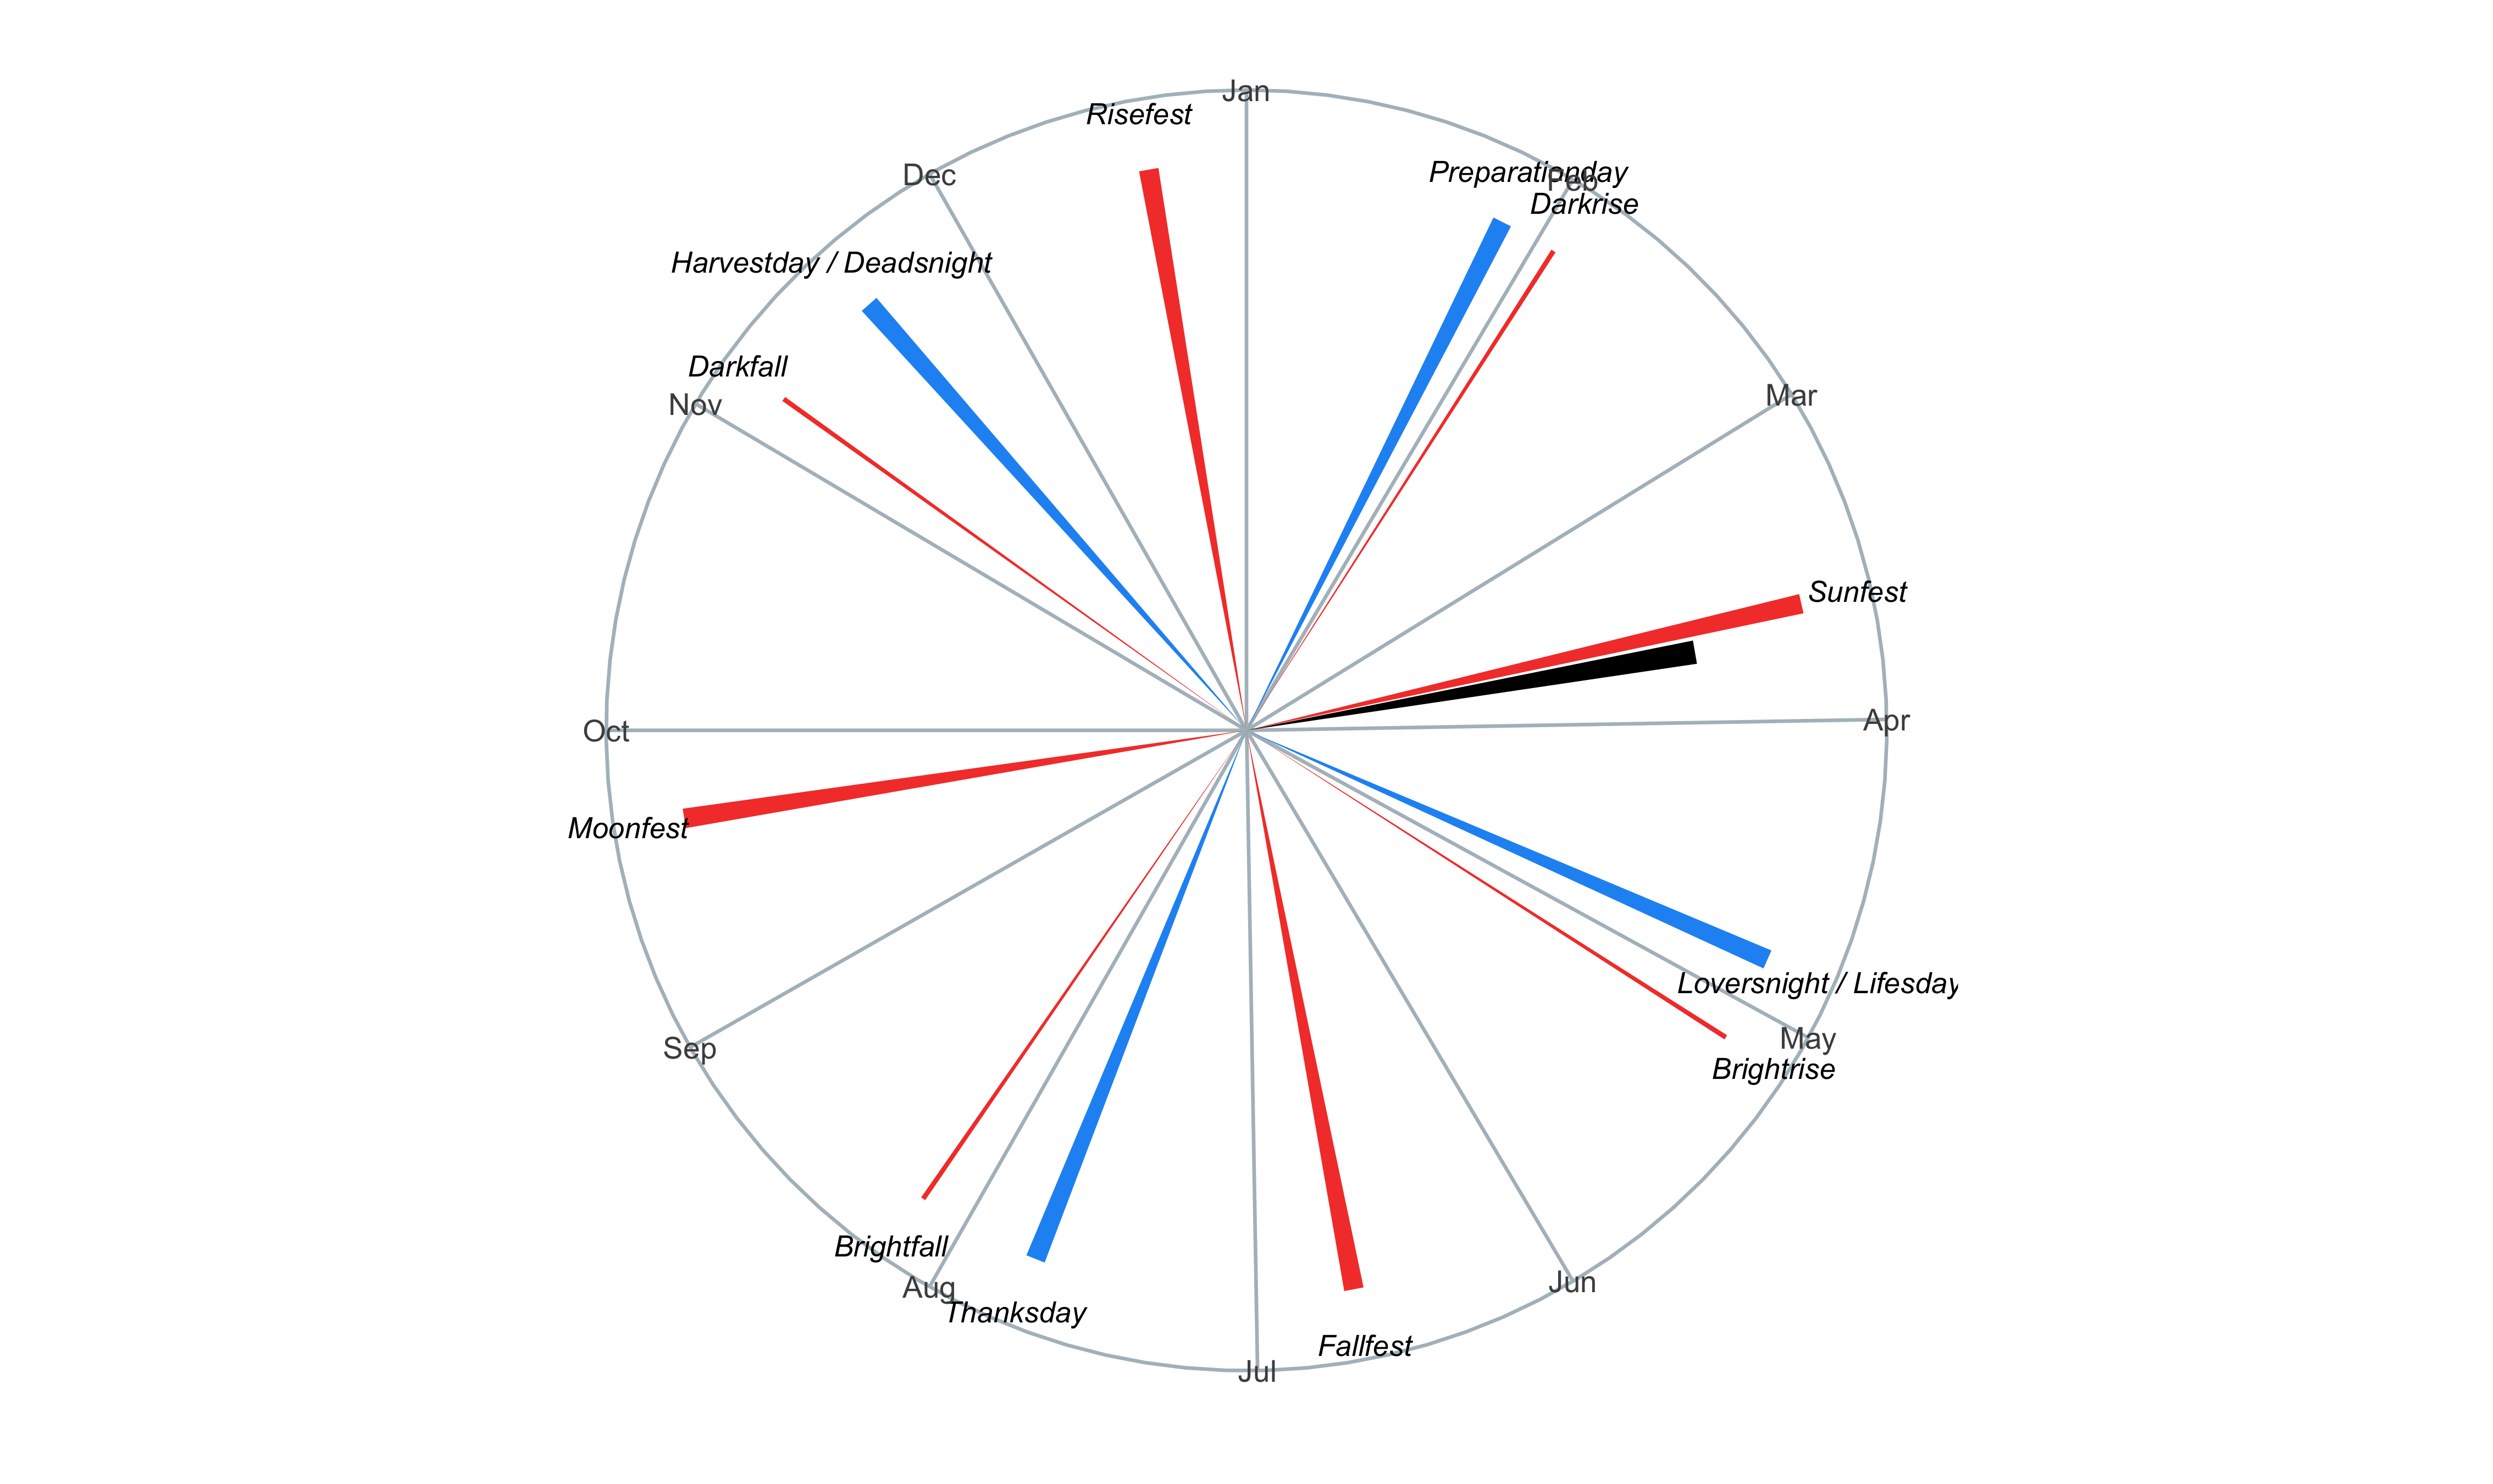 Jan
Risefest
Preparationday
Dec
Feb
Darkrise
Harvestday / Deadsnight
Darkfall
Mar
Nov
Sunfest
Apr
Oct
Moonfest
Loversnight / Lifesday
May
Sep
Brightrise
Brightfall
Jun
Aug
Thanksday
Fallfest
Jul